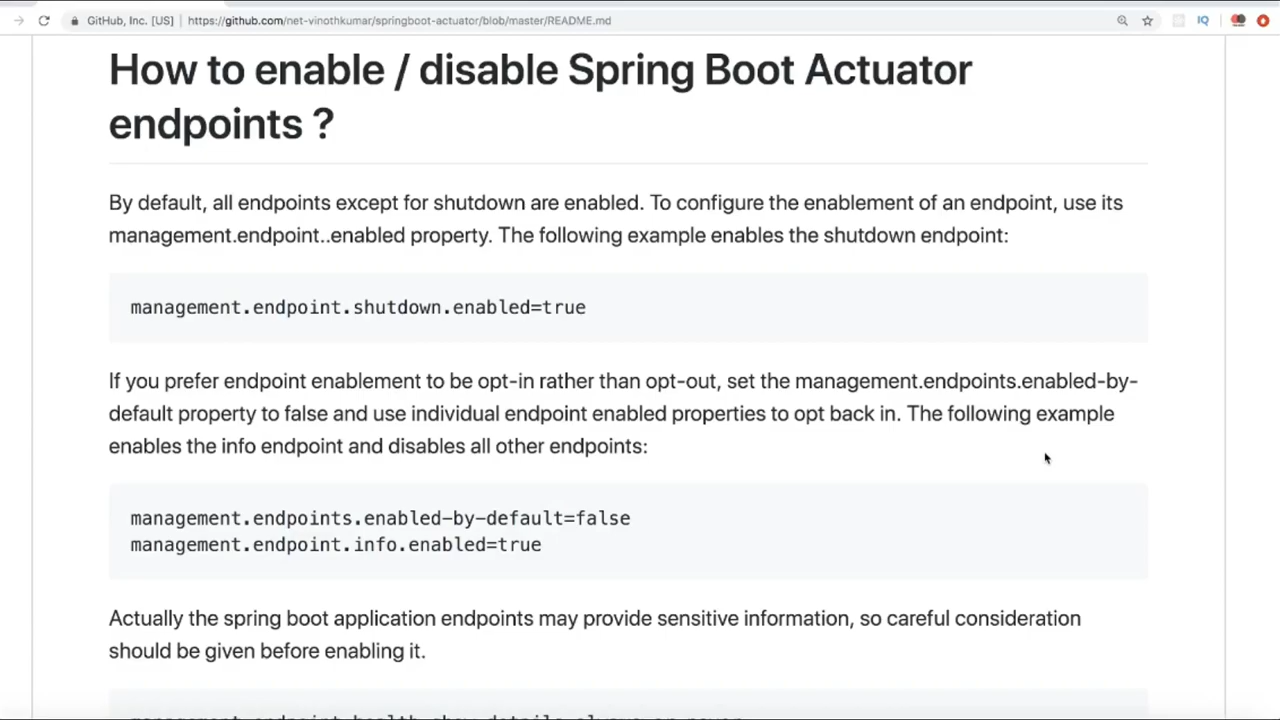 GitHub, Inc. [US] https://github.com/net-vinothkumar/springboot-actuator/blob/master/README.md
How to enable / disable Spring Boot Actuator
endpoints ?
By default, all endpoints except for shutdown are enabled. To configure the enablement of an endpoint, use its
management.endpoint..enabled property. The following example enables the shutdown endpoint:
management.endpoint.shutdown.enabled=true
If you prefer endpoint enablement to be opt-in rather than opt-out, set the management.endpoints.enabled-by-
default property to false and use individual endpoint enabled properties to opt back in. The following example
enables the info endpoint and disables all other endpoints:
management.endpoints.enabled-by-default=false
management.endpoint.info.enabled=true
Actually the spring boot application endpoints may provide sensitive information, so careful consideration
should be given before enabling it.